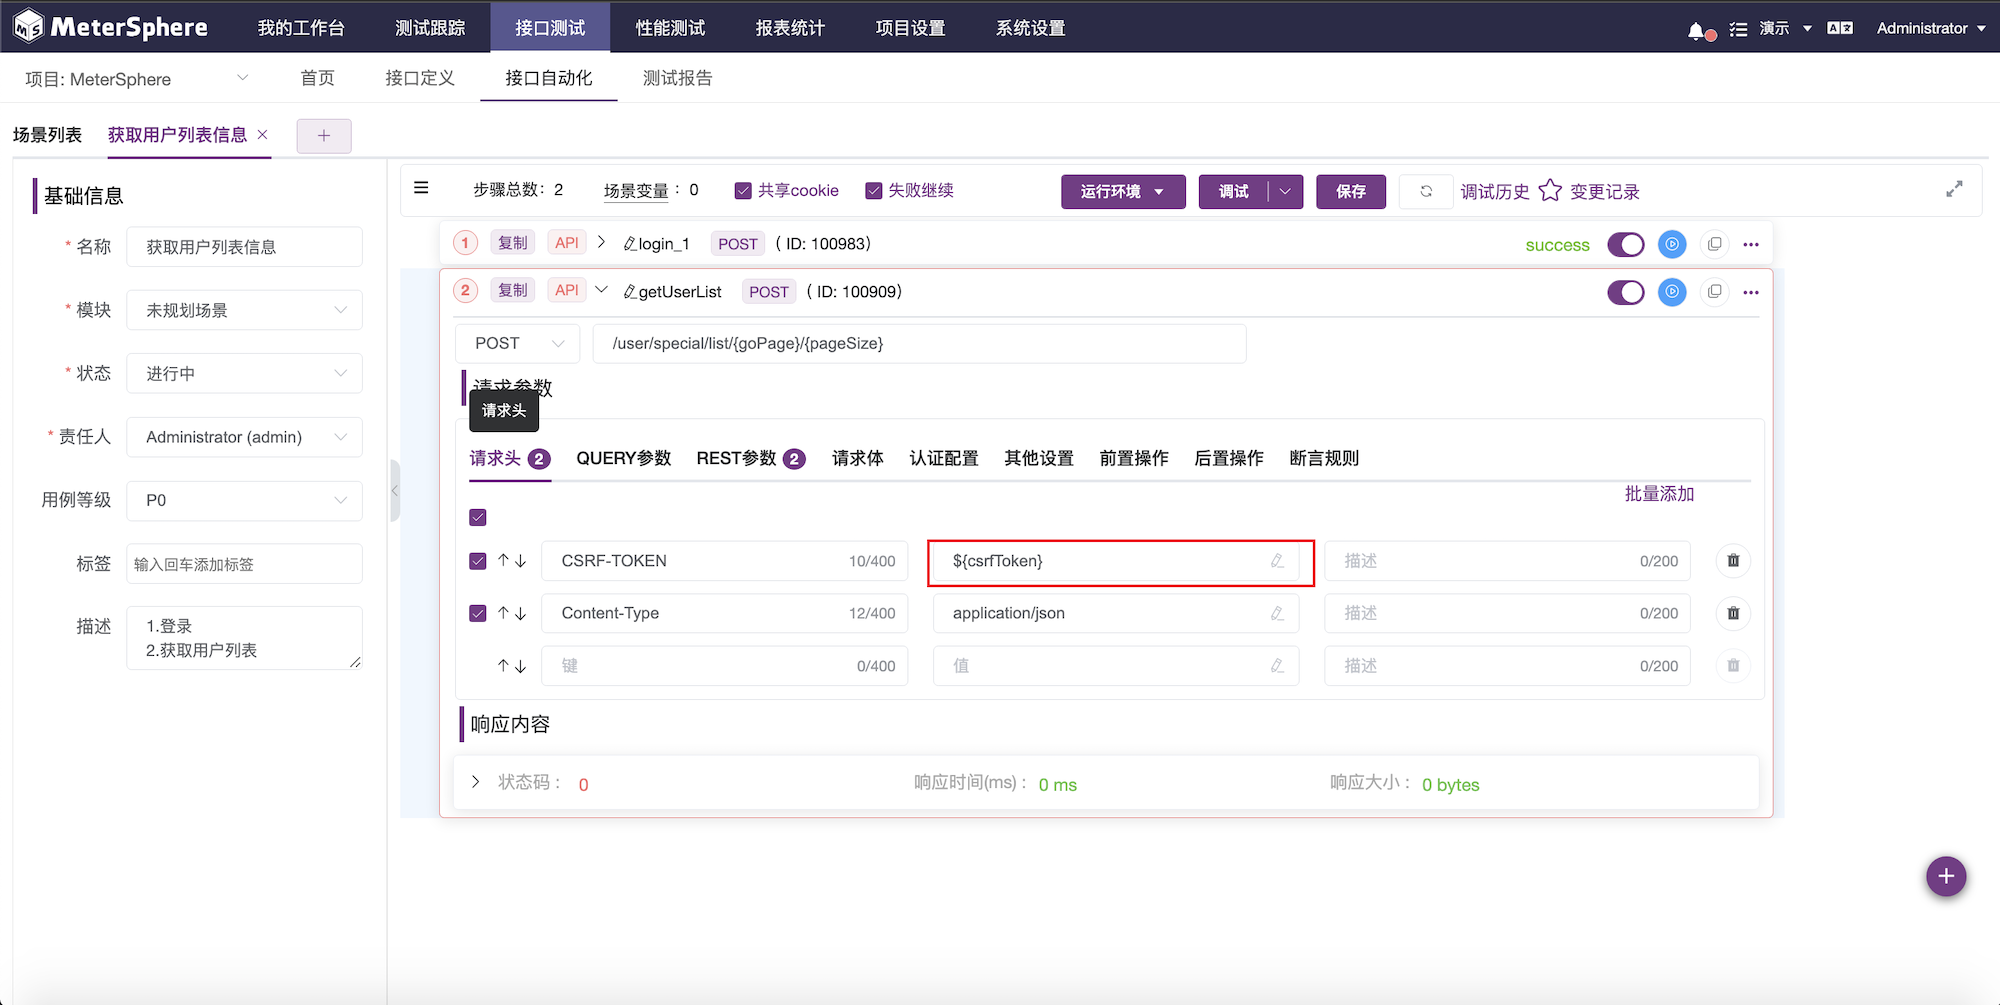 MeterSphere 我的工作台 测试跟踪 接口测试 性能测试 报表统计 项目设置 系统设置 演示 Administrator
项目: MeterSphere 首页 接口定义 接口自动化 测试报告
场景列表 获取用户列表信息 × +
基础信息
* 名称 获取用户列表信息
* 模块 未规划场景
* 状态 进行中
* 责任人 Administrator (admin)
用例等级 P0
标签 输入回车添加标签
描述 1.登录
2.获取用户列表
步骤总数: 2 场景变量 : 0 共享cookie 失败继续 运行环境 调试 保存 调试历史 变更记录
1 复制 API login_1 POST ( ID: 100983) success
2 复制 API getUserList POST ( ID: 100909)
POST /user/special/list/{goPage}/{pageSize}
请求参数
请求头
请求头 2 QUERY参数 REST参数 2 请求体 认证配置 其他设置 前置操作 后置操作 断言规则
批量添加
CSRF-TOKEN 10/400 ${csrfToken} 描述 0/200
Content-Type 12/400 application/json 描述 0/200
键 0/400 值 描述 0/200
响应内容
状态码 : 0 响应时间(ms) : 0 ms 响应大小 : 0 bytes